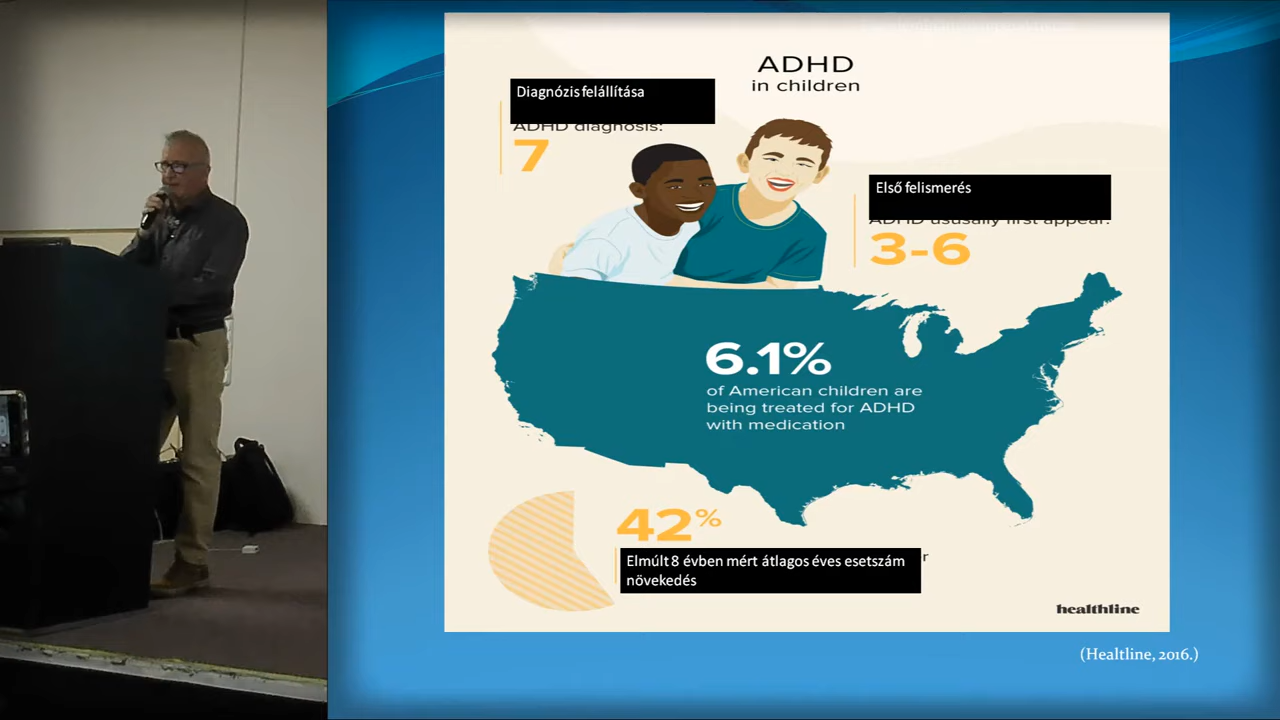 ADHD
in children
Diagnózis felállítása
ADHD diagnosis:
7
Első felismerés
ADHD ususally first appear:
3-6
6.1%
of American children are
being treated for ADHD
with medication
42%
Elmúlt 8 évben mért átlagos éves esetszám
növekedés
healthline
(Healtline, 2016.)